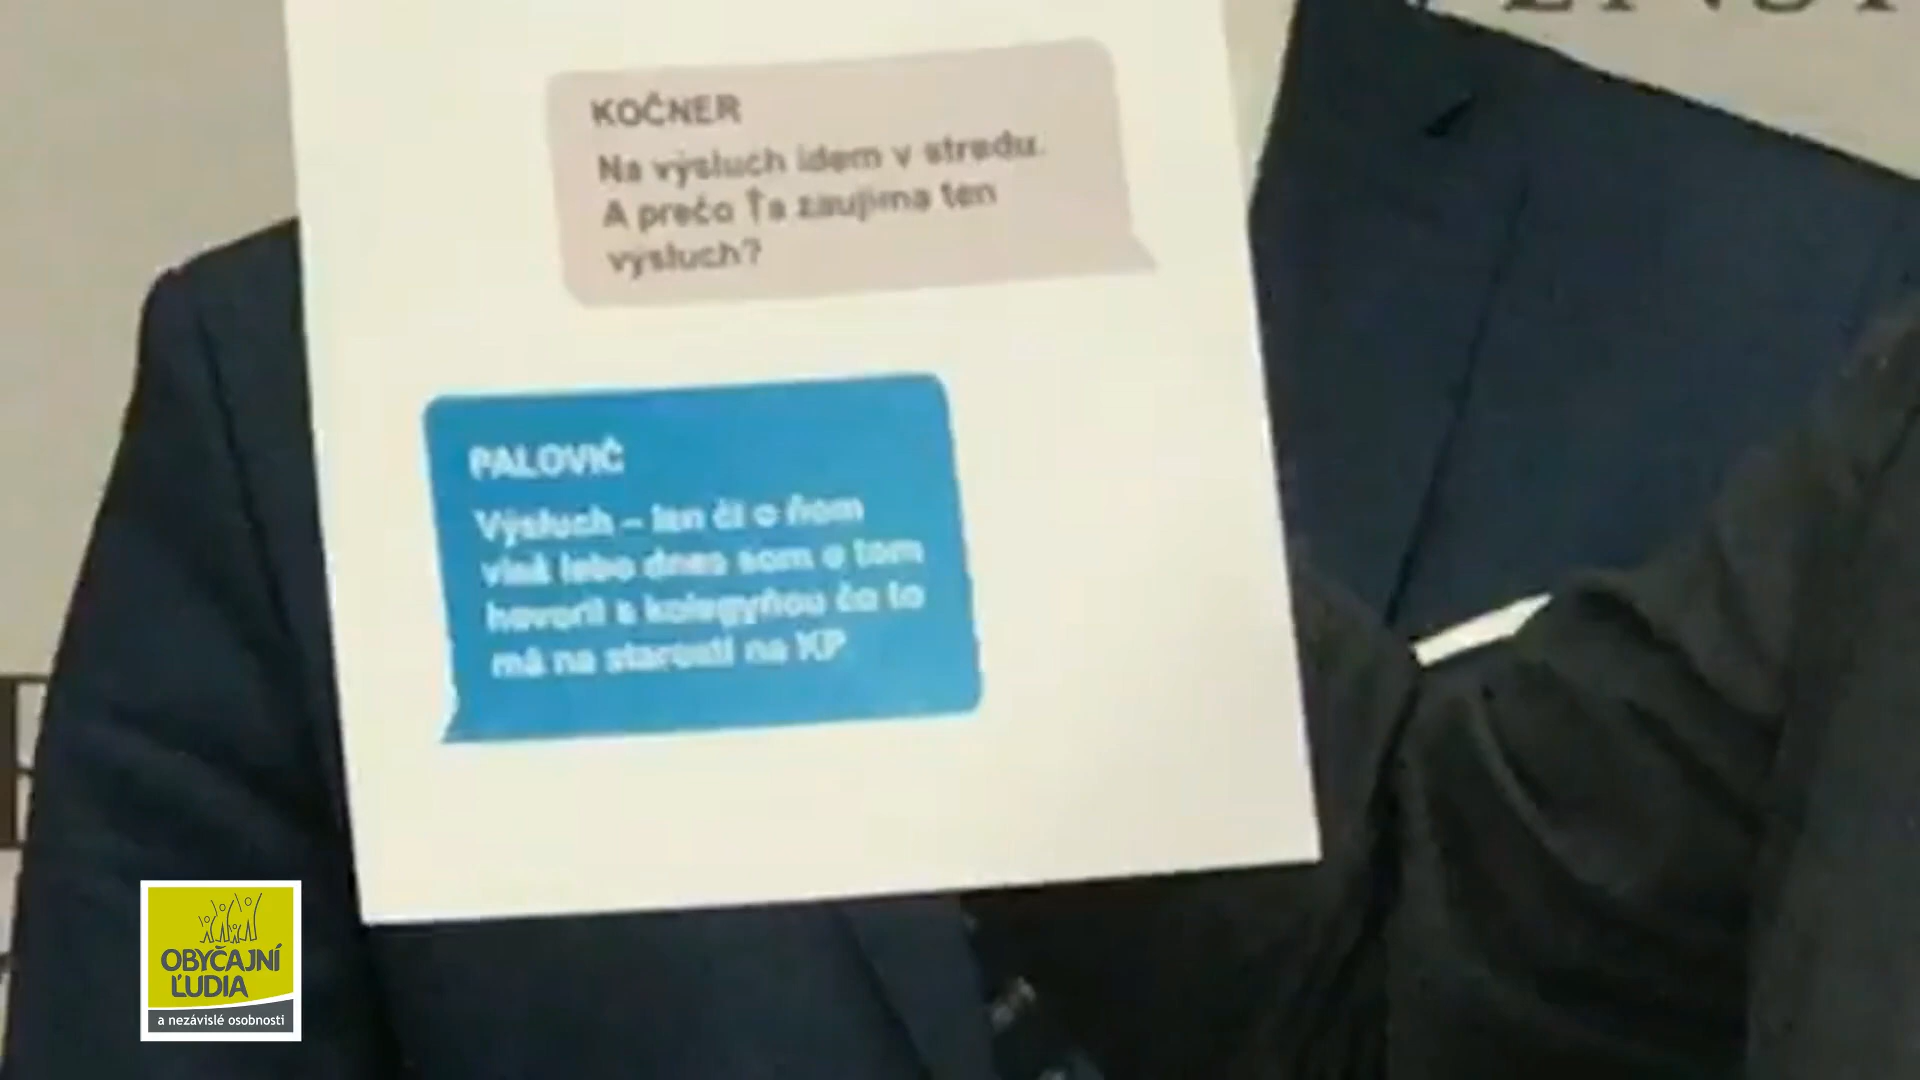 KOČNER
Na výsluch idem v stredu.
A prečo Ťa zaujíma ten
výsluch?
PALOVIČ
Výsluch – len či o ňom
vieš lebo dnes som o tom
hovoril s kolegyňou čo to
má na starosti na KP
OBYČAJNÍ
ĽUDIA
a nezávislé osobnosti